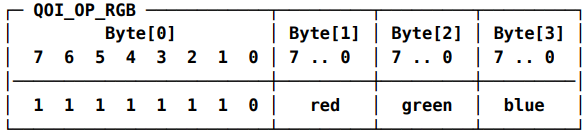 QOI_OP_RGB
Byte[0] Byte[1] Byte[2] Byte[3]
7 6 5 4 3 2 1 0 7 .. 0 7 .. 0 7 .. 0
1 1 1 1 1 1 1 0 red green blue